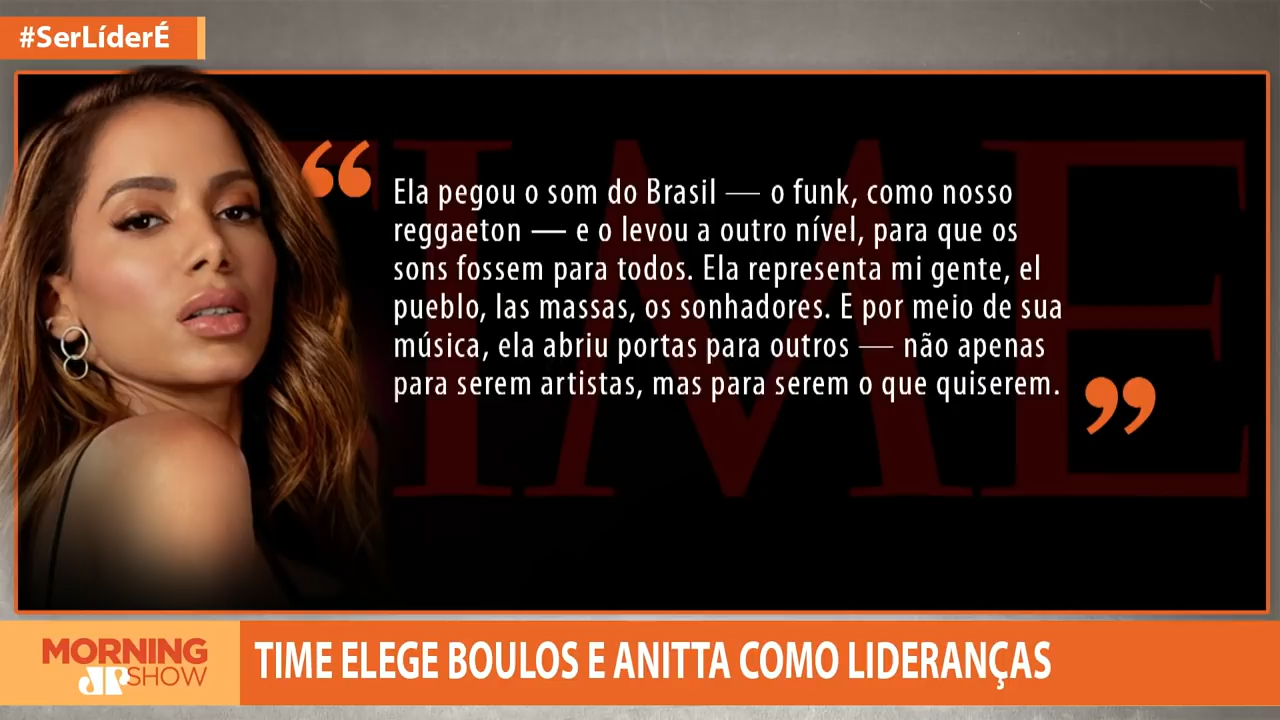 #SerLíderÉ
TIME
“
Ela pegou o som do Brasil — o funk, como nosso
reggaeton — e o levou a outro nível, para que os
sons fossem para todos. Ela representa mi gente, el
pueblo, las massas, os sonhadores. E por meio de sua
música, ela abriu portas para outros — não apenas
para serem artistas, mas para serem o que quiserem.
”
MORNING
JP SHOW
TIME ELEGE BOULOS E ANITTA COMO LIDERANÇAS